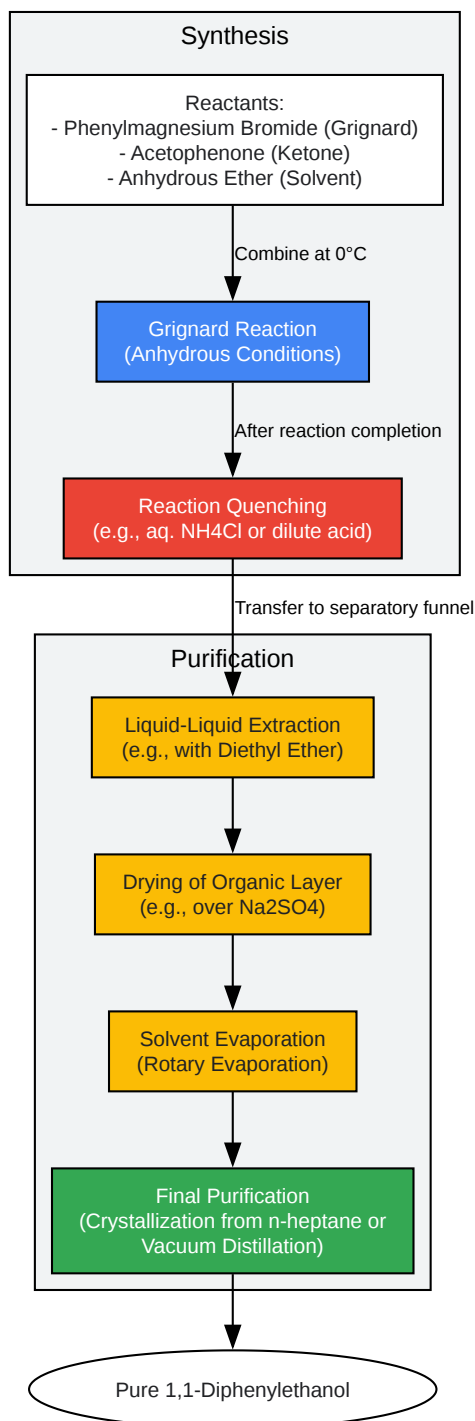 Synthesis
Reactants:
- Phenylmagnesium Bromide (Grignard)
- Acetophenone (Ketone)
- Anhydrous Ether (Solvent)
Combine at 0°C
Grignard Reaction
(Anhydrous Conditions)
After reaction completion
Reaction Quenching
(e.g., aq. NH4Cl or dilute acid)
Transfer to separatory funnel
Purification
Liquid-Liquid Extraction
(e.g., with Diethyl Ether)
Drying of Organic Layer
(e.g., over Na2SO4)
Solvent Evaporation
(Rotary Evaporation)
Final Purification
(Crystallization from n-heptane or
Vacuum Distillation)
Pure 1,1-Diphenylethanol